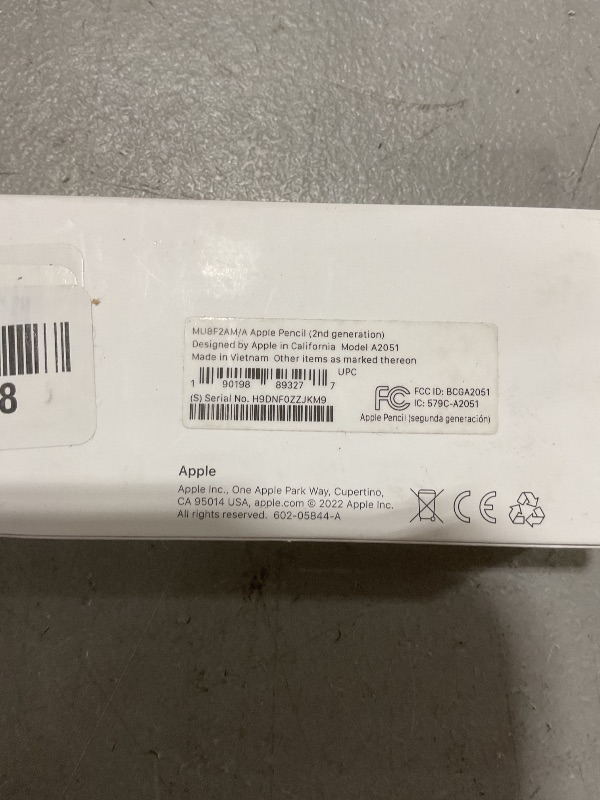 MU8F2AM/A Apple Pencil (2nd generation)
Designed by Apple in California Model A2051
Made in Vietnam Other items as marked thereon
UPC
1 90198 89327 7
(S) Serial No. H9DNF0ZZJKM9
FC FCC ID: BCGA2051
IC: 579C-A2051
Apple Pencil (segunda generación)
8
Apple
Apple Inc., One Apple Park Way, Cupertino,
CA 95014 USA, apple.com © 2022 Apple Inc.
All rights reserved. 602-05844-A
CE